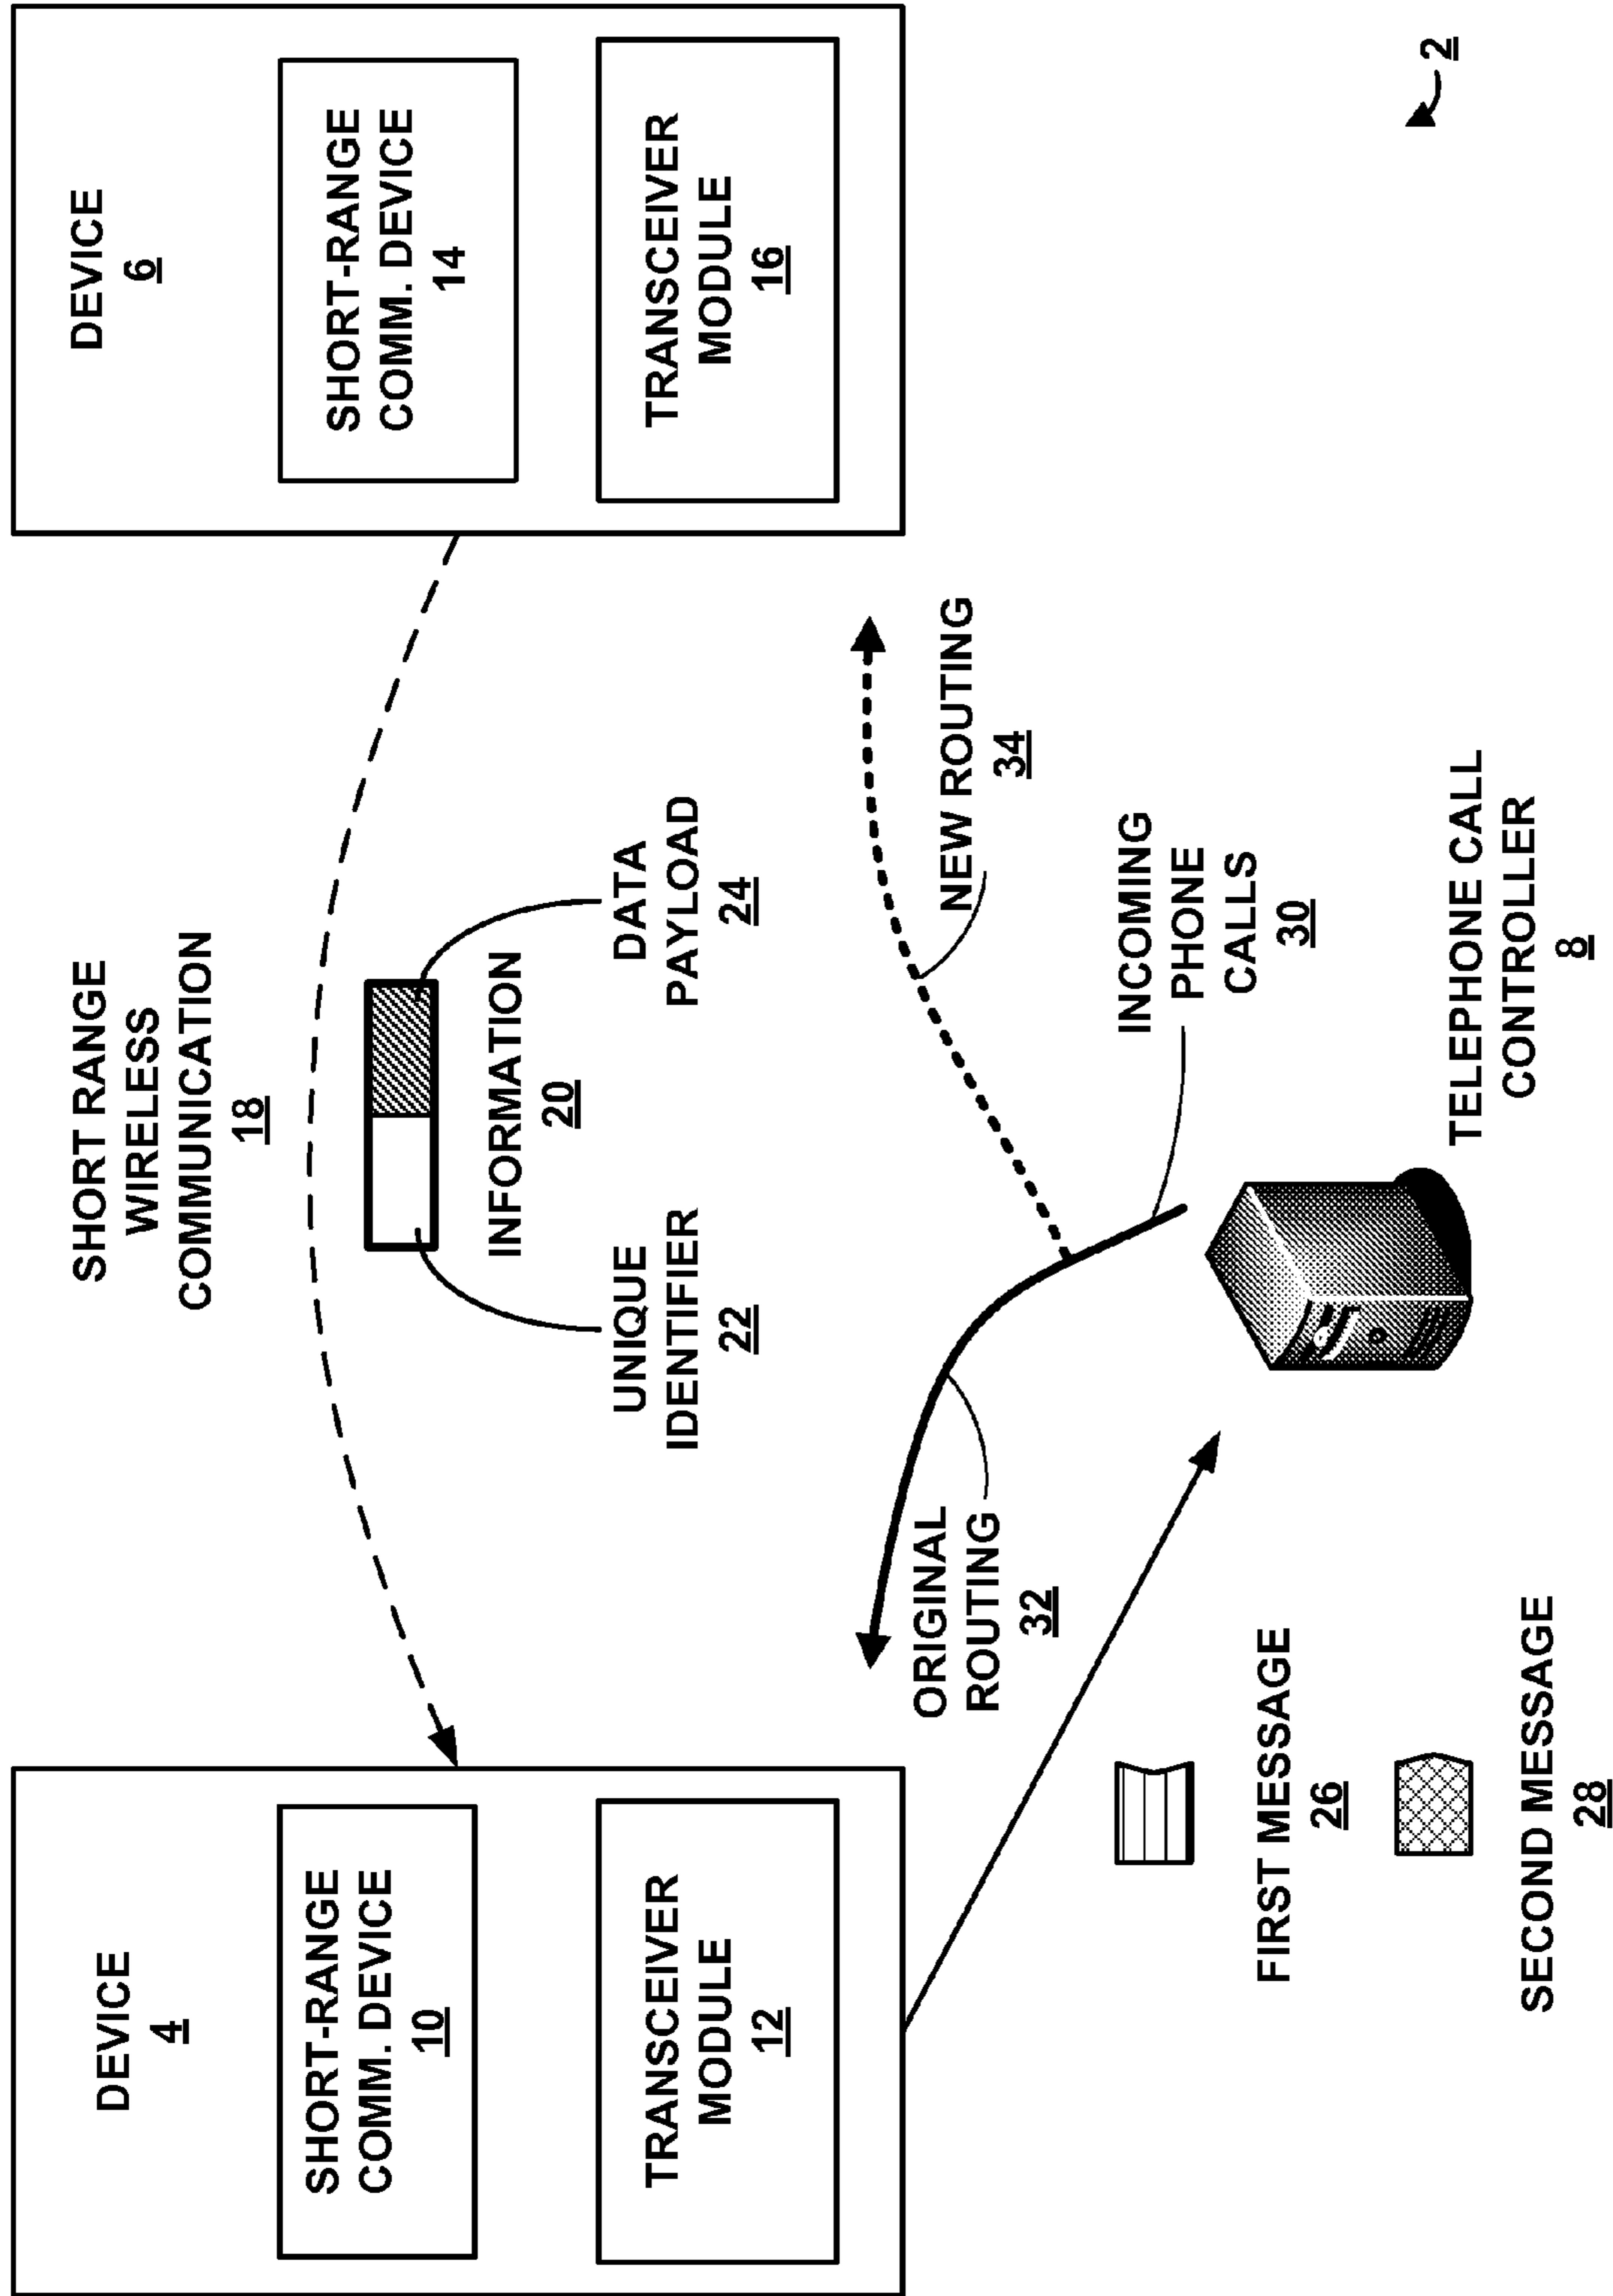 DEVICE
4
SHORT-RANGE
COMM. DEVICE
10
TRANSCEIVER
MODULE
12
SHORT RANGE
WIRELESS
COMMUNICATION
18
INFORMATION
20
UNIQUE
IDENTIFIER
22
DATA
PAYLOAD
24
DEVICE
6
SHORT-RANGE
COMM. DEVICE
14
TRANSCEIVER
MODULE
16
ORIGINAL
ROUTING
32
NEW ROUTING
34
INCOMING
PHONE
CALLS
30
FIRST MESSAGE
26
SECOND MESSAGE
28
TELEPHONE CALL
CONTROLLER
8
2